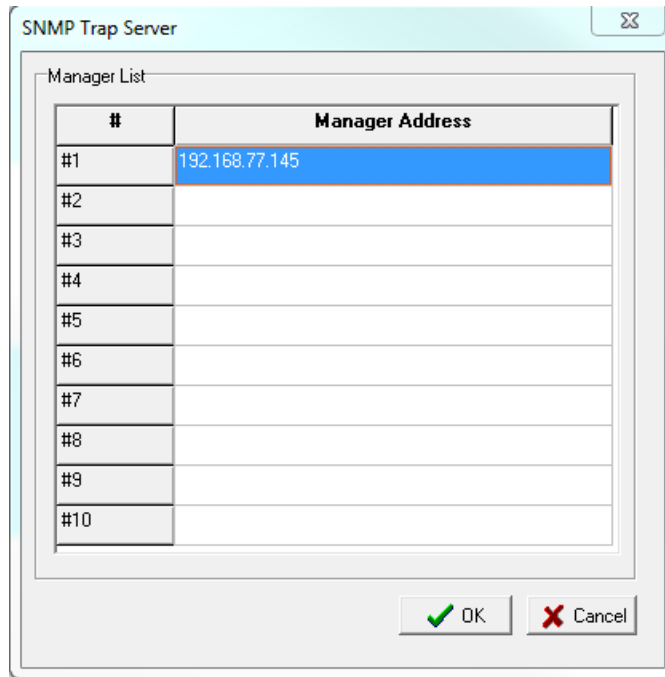 SNMP Trap Server
Manager List
# Manager Address
#1 192.168.77.145
#2
#3
#4
#5
#6
#7
#8
#9
#10
OK Cancel